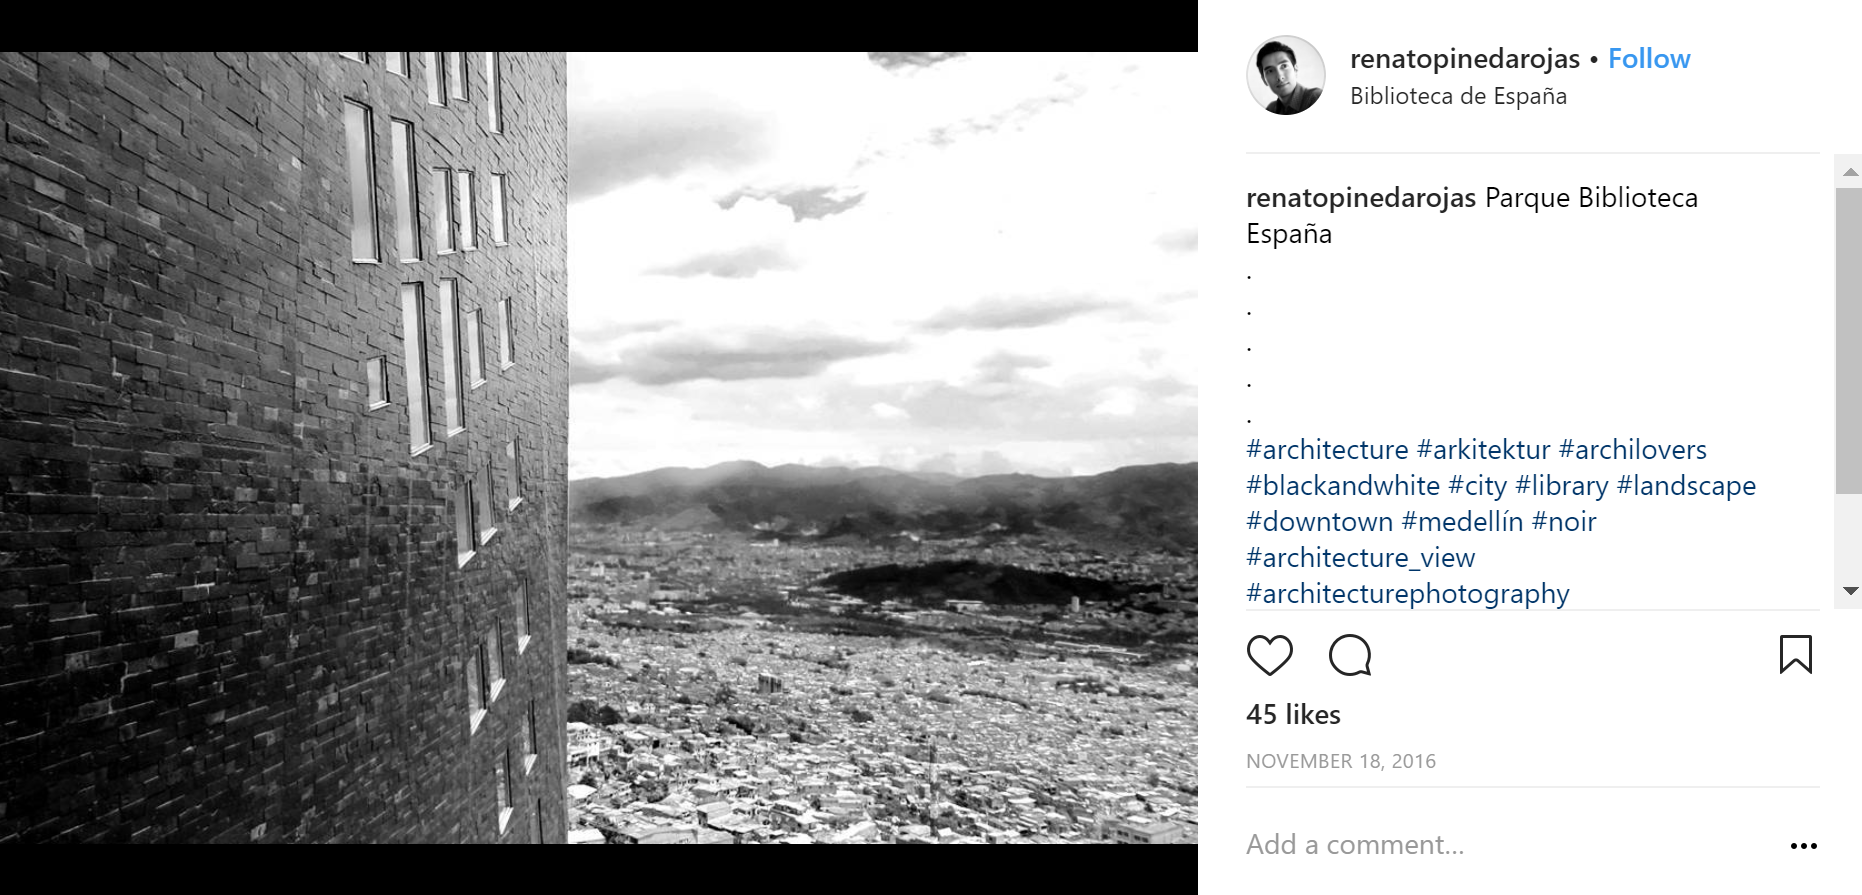 renatopinedarojas • Follow
Biblioteca de España
renatopinedarojas Parque Biblioteca
España
.
.
.
.
.
#architecture #arkitektur #archilovers
#blackandwhite #city #library #landscape
#downtown #medellín #noir
#architecture_view
#architecturephotography
45 likes
NOVEMBER 18, 2016
Add a comment...